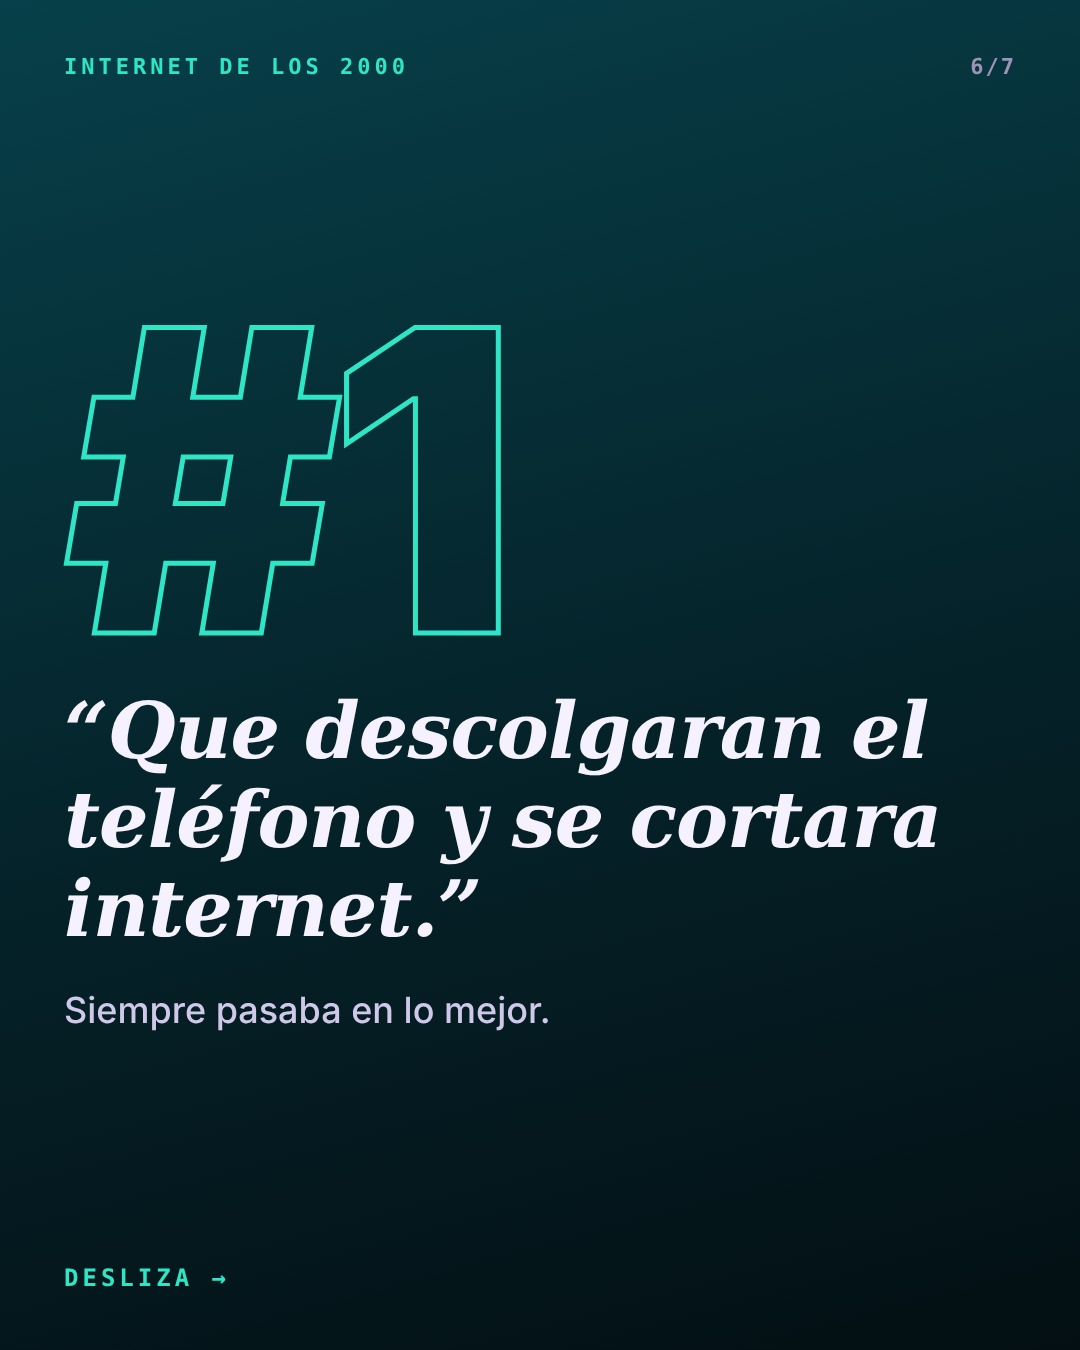 INTERNET DE LOS 2000
6/7
#1
“Que descolgaran el
teléfono y se cortara
internet.”
Siempre pasaba en lo mejor.
DESLIZA →